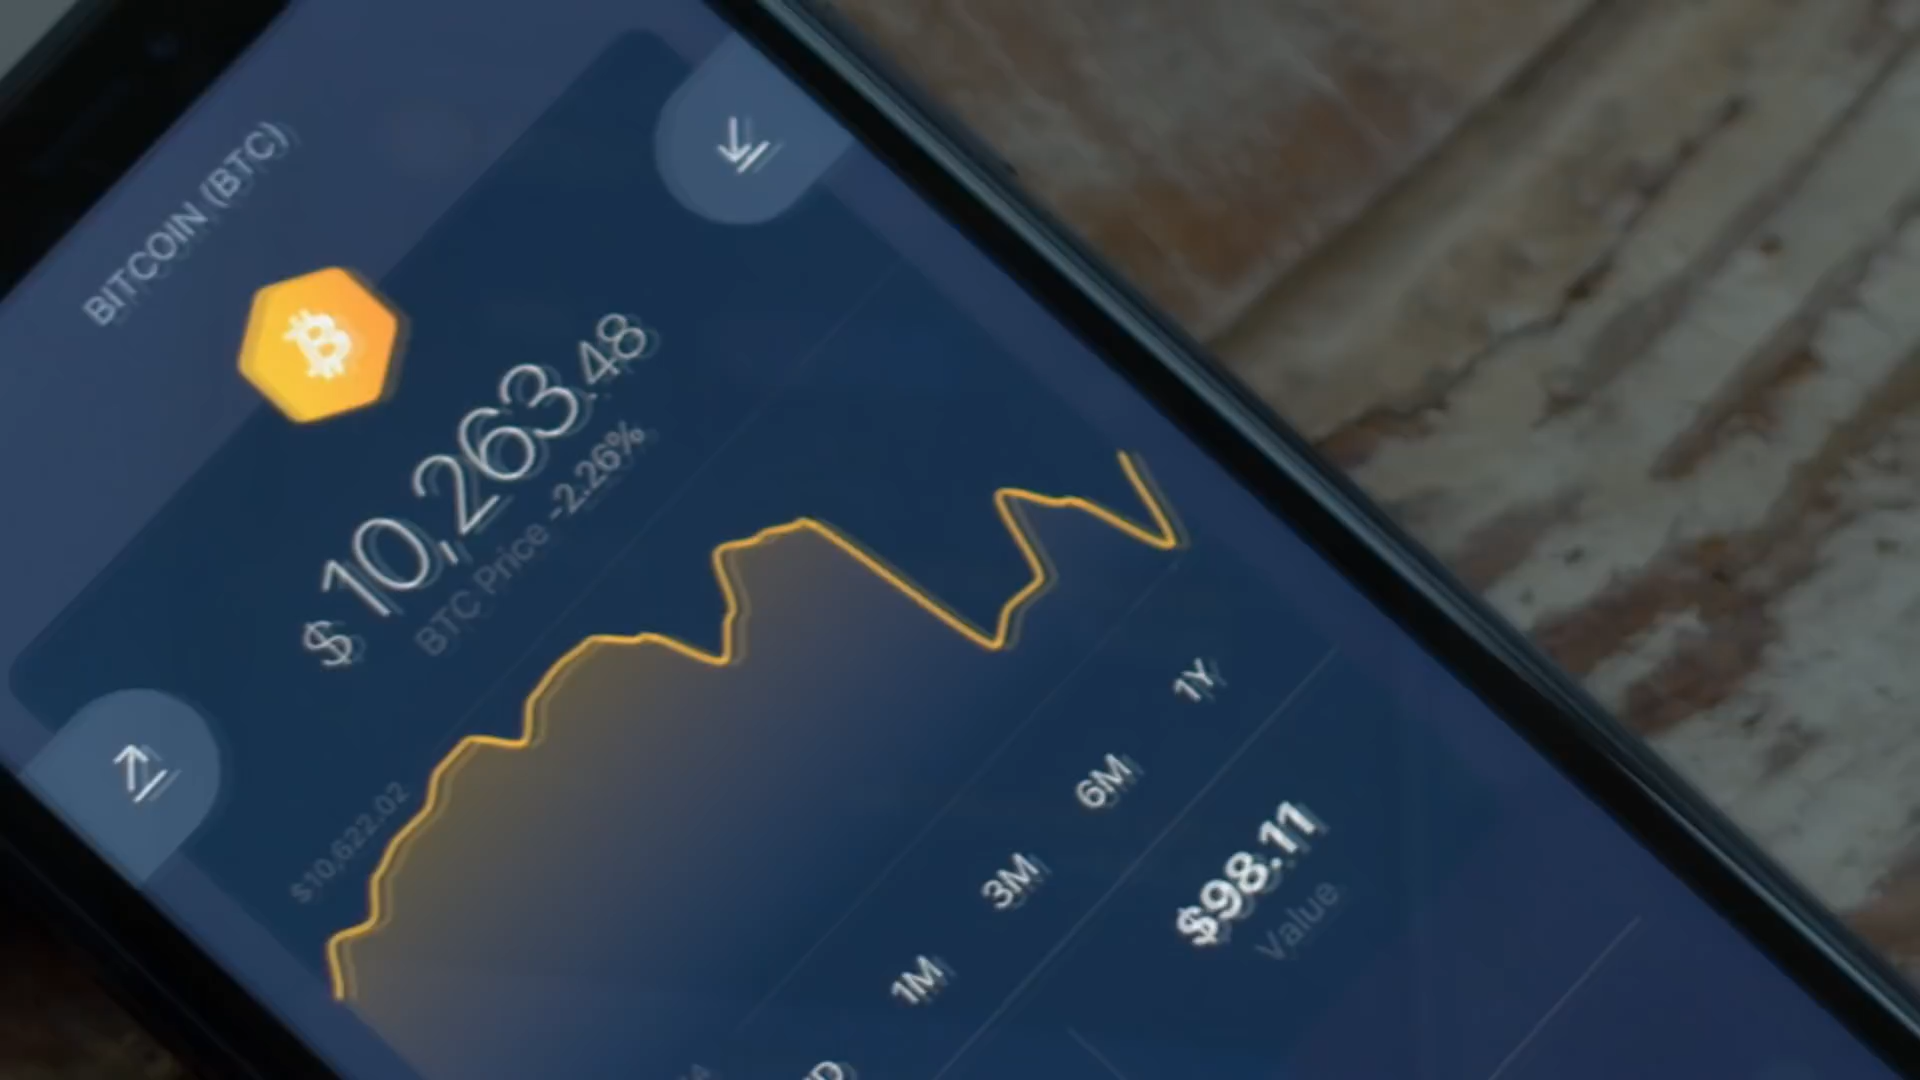 BITCOIN (BTC)
$10,263.48
BTC Price -2.26%
$10,622.02
1M 3M 6M 1Y
$98.11
Value